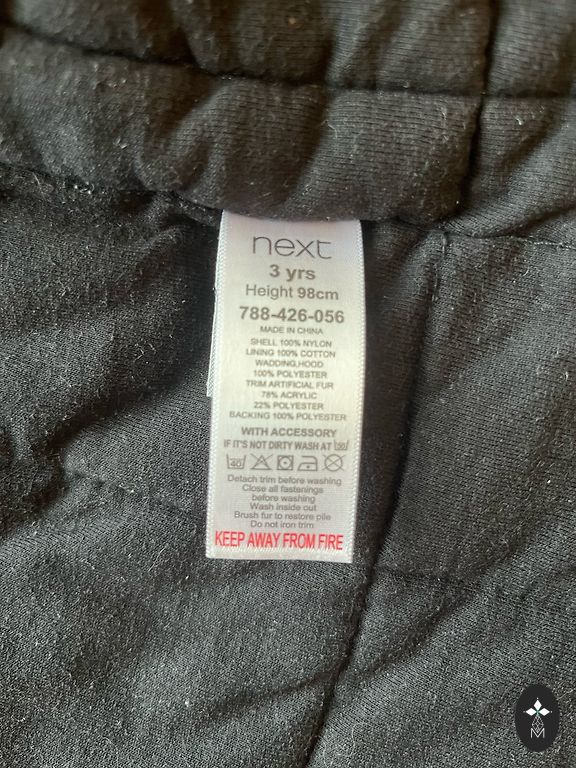 next
3 yrs
Height 98cm
788-426-056
MADE IN CHINA
SHELL 100% NYLON
LINING 100% COTTON
WADDING,HOOD
100% POLYESTER
TRIM ARTIFICIAL FUR
78% ACRYLIC
22% POLYESTER
BACKING 100% POLYESTER
WITH ACCESSORY
IF IT'S NOT DIRTY WASH AT 30
40
Detach trim before washing
Close all fastenings
before washing
Wash inside out
Brush fur to restore pile
Do not iron trim
KEEP AWAY FROM FIRE
M